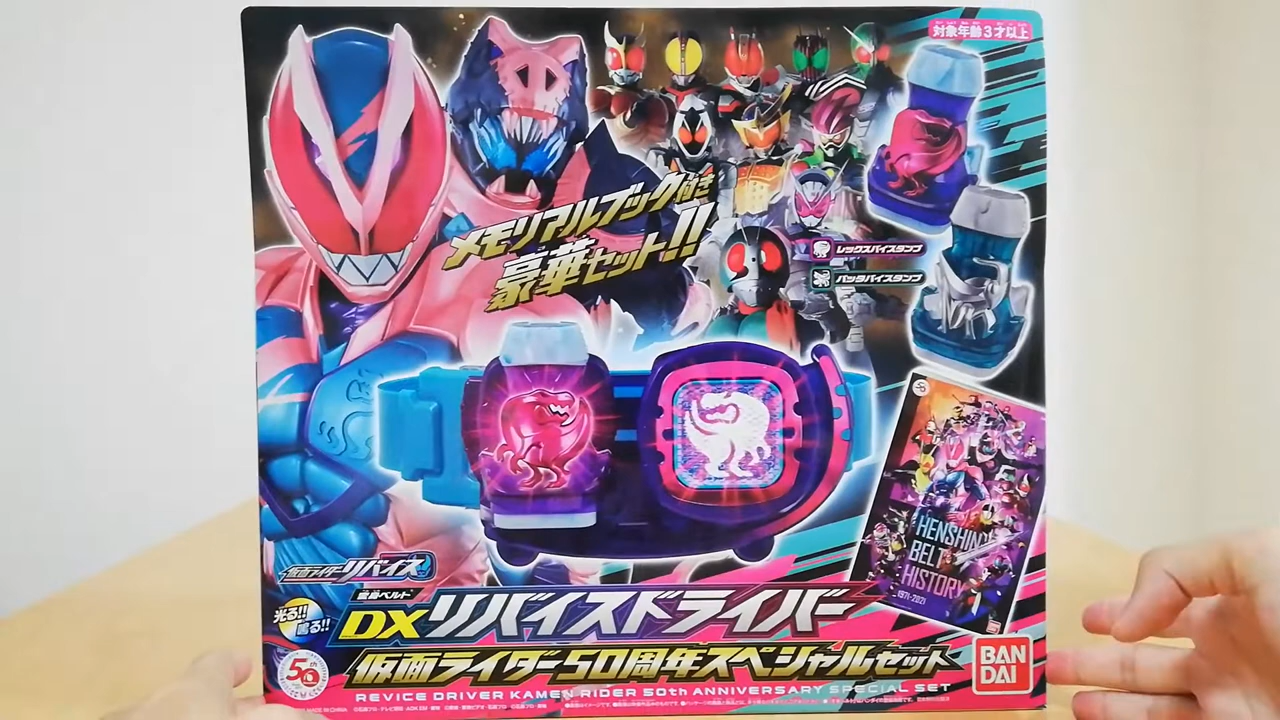 対象年齢3才以上
メモリアルブック付き
豪華セット!!
レックスバイスタンプ
バッタバイスタンプ
HENSHIN
BELT
HISTORY
1971-2021
仮面ライダーリバイス
変身ベルト
光る!!
鳴る!!
DXリバイスドライバー
仮面ライダー50周年スペシャルセット
REVICE DRIVER KAMEN RIDER 50th ANNIVERSARY SPECIAL SET
BAN
DAI
50th
MADE IN CHINA